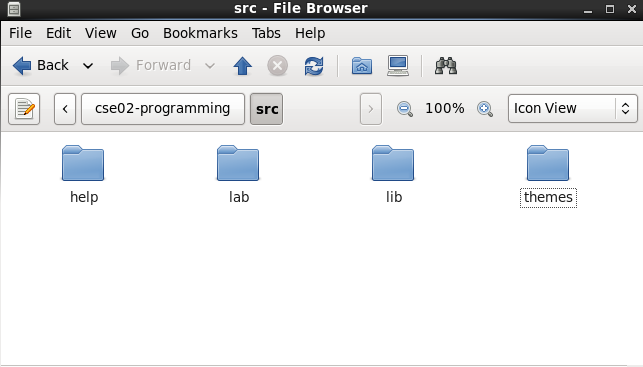 src - File Browser
File Edit View Go Bookmarks Tabs Help
Back Forward
cse02-programming src 100% Icon View
help lab lib themes